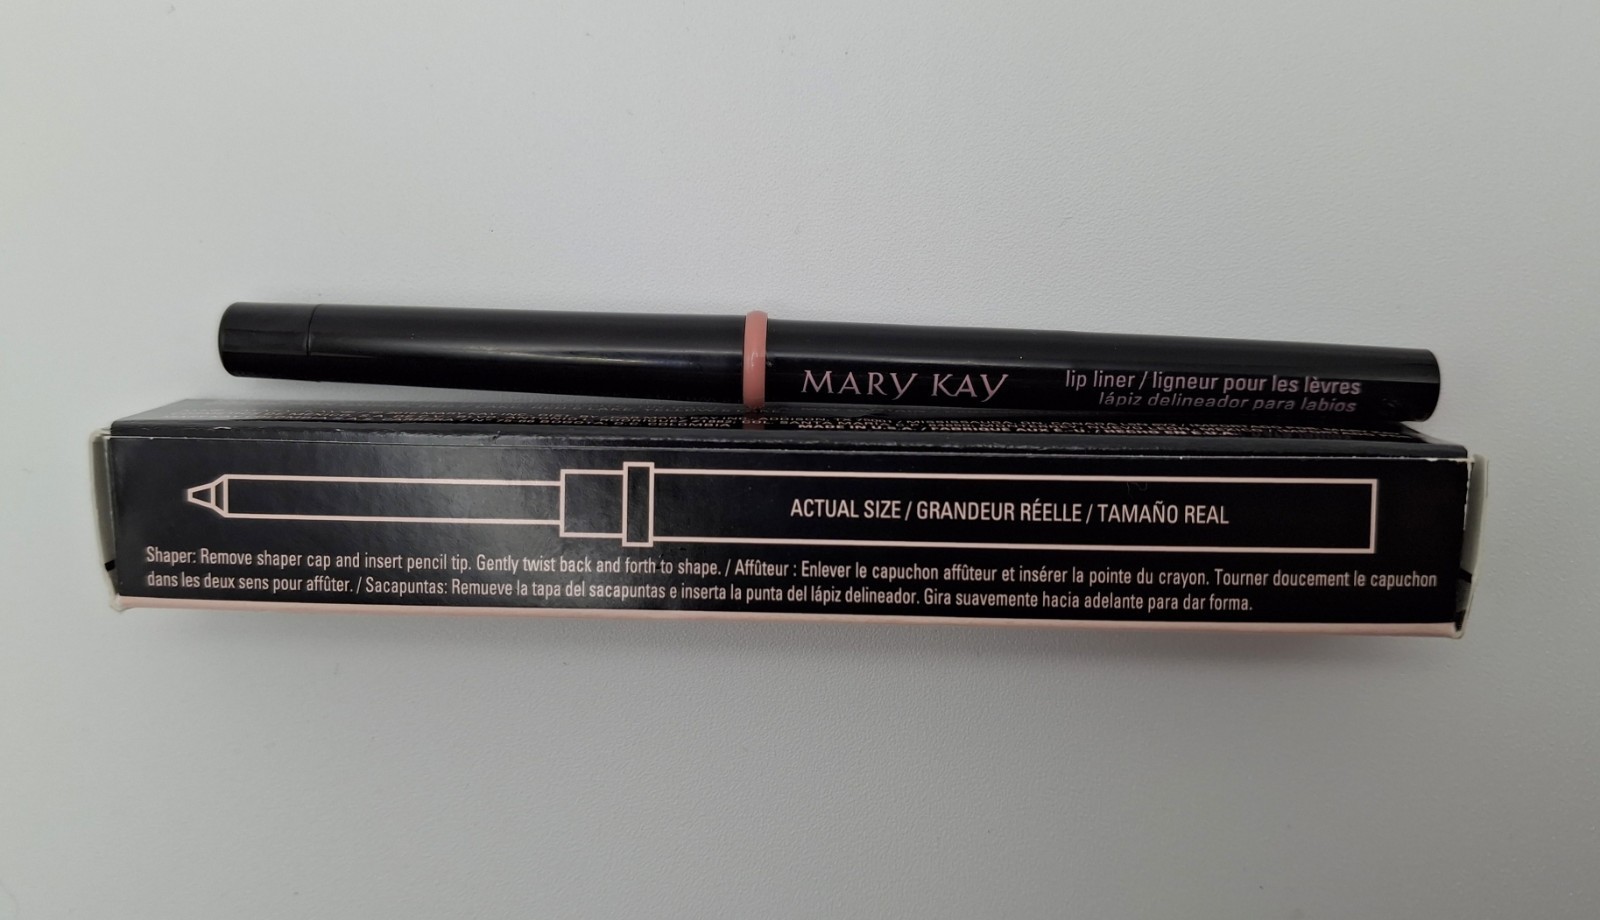 MARY KAY
lip liner / ligneur pour les lèvres
lápiz delineador para labios
ACTUAL SIZE / GRANDEUR RÉELLE / TAMAÑO REAL
Shaper: Remove shaper cap and insert pencil tip. Gently twist back and forth to shape. / Affûteur : Enlever le capuchon affûteur et insérer la pointe du crayon. Tourner doucement le capuchon
dans les deux sens pour affûter. / Sacapuntas: Remueve la tapa del sacapuntas e inserta la punta del lápiz delineador. Gira suavemente hacia adelante para dar forma.